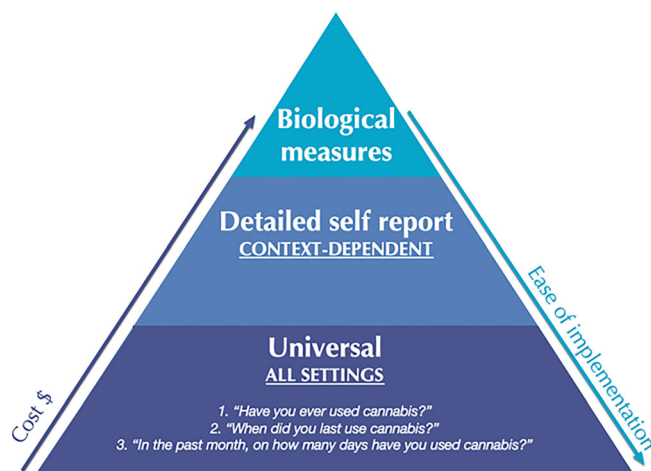 Biological
measures
Detailed self report
CONTEXT-DEPENDENT
Universal
ALL SETTINGS
1. “Have you ever used cannabis?”
2. “When did you last use cannabis?”
3. “In the past month, on how many days have you used cannabis?”
Cost $
Ease of implementation